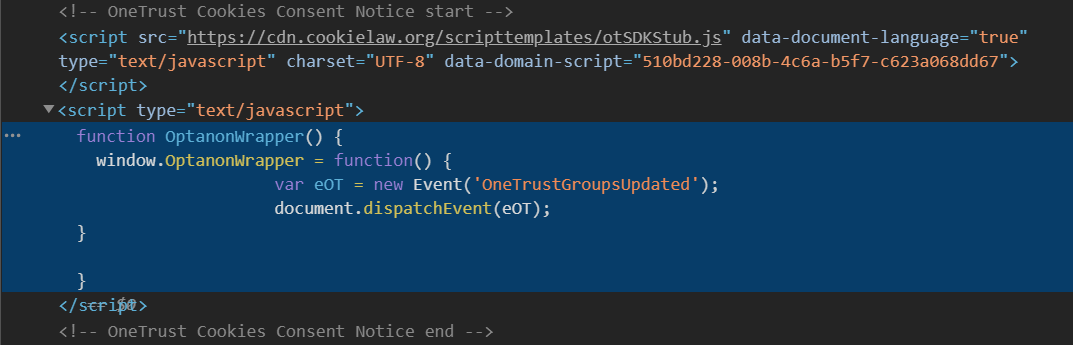 <!-- OneTrust Cookies Consent Notice start -->
<script src="https://cdn.cookielaw.org/scripttemplates/otSDKStub.js" data-document-language="true"
type="text/javascript" charset="UTF-8" data-domain-script="510bd228-008b-4c6a-b5f7-c623a068dd67">
</script>
<script type="text/javascript">
function OptanonWrapper() {
window.OptanonWrapper = function() {
var eOT = new Event('OneTrustGroupsUpdated');
document.dispatchEvent(eOT);
}
}
</script>
<!-- OneTrust Cookies Consent Notice end -->